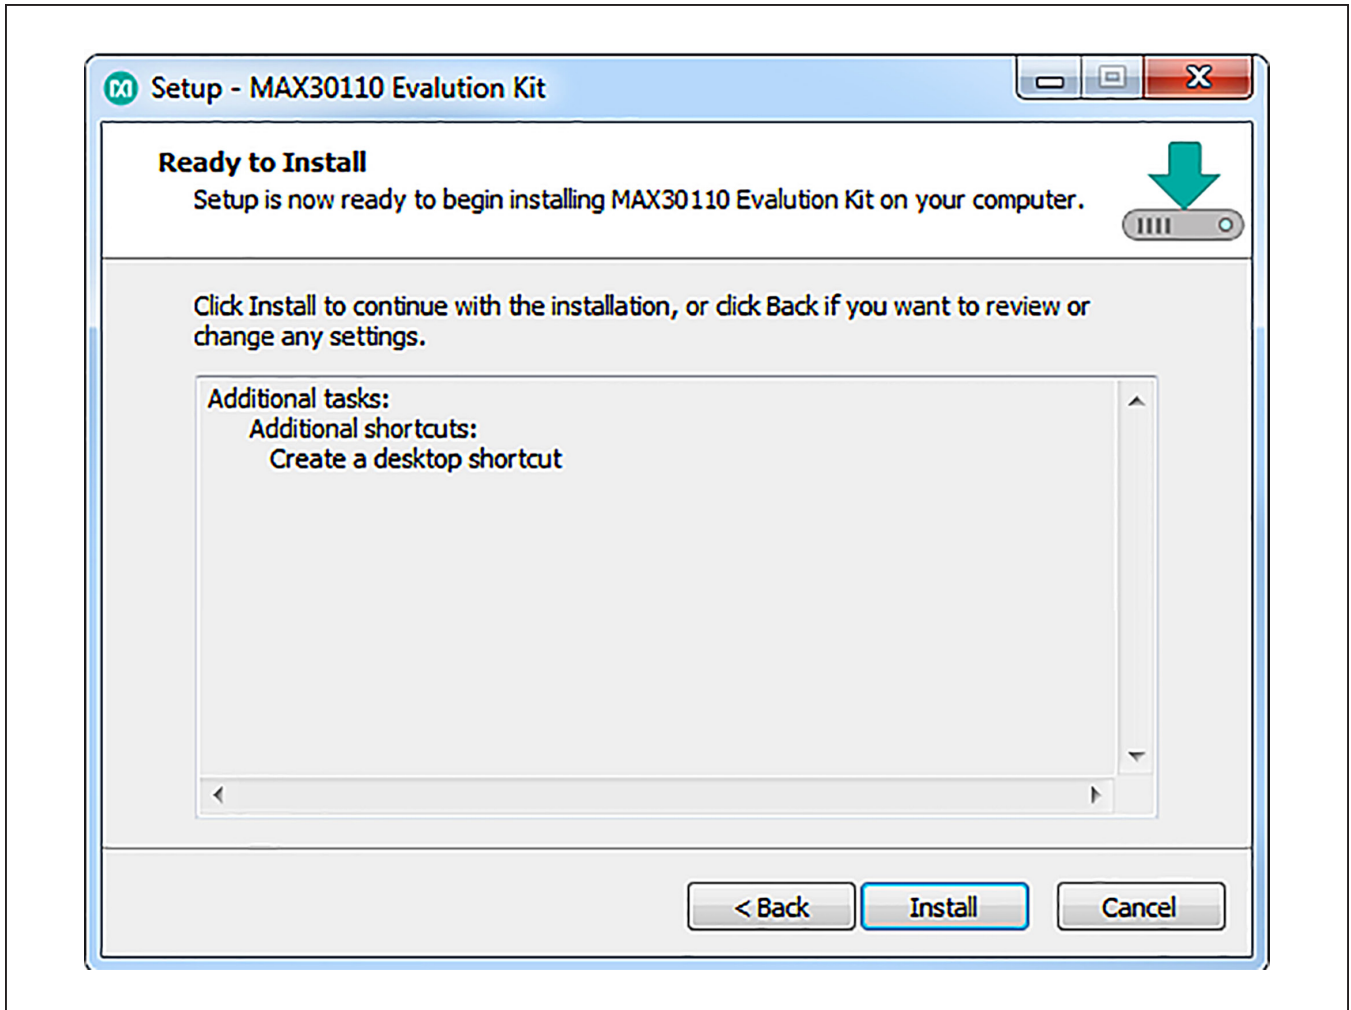 Setup - MAX30110 Evalution Kit
Ready to Install
Setup is now ready to begin installing MAX30110 Evalution Kit on your computer.
Click Install to continue with the installation, or click Back if you want to review or
change any settings.
Additional tasks:
Additional shortcuts:
Create a desktop shortcut
< Back
Install
Cancel